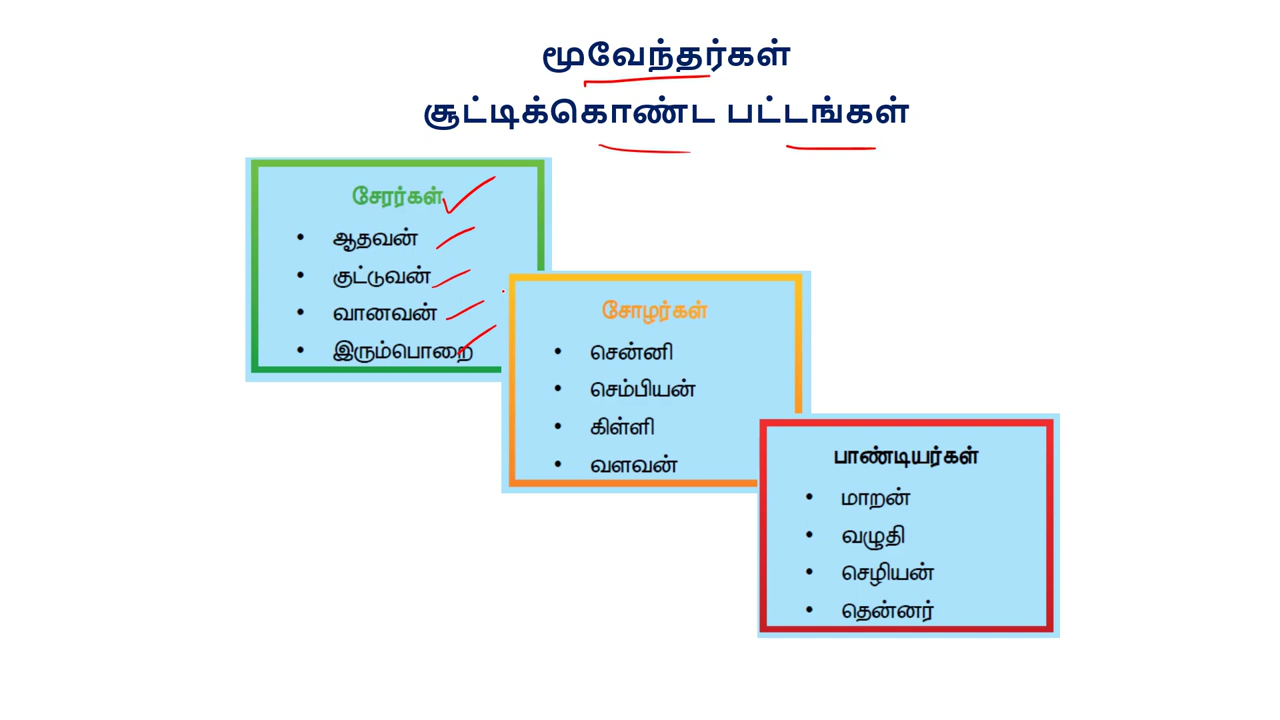 மூவேந்தர்கள்
சூட்டிக்கொண்ட பட்டங்கள்
சேரர்கள்
• ஆதவன்
• குட்டுவன்
• வானவன்
• இரும்பொறை
சோழர்கள்
• சென்னி
• செம்பியன்
• கிள்ளி
• வளவன்
பாண்டியர்கள்
• மாறன்
• வழுதி
• செழியன்
• தென்னர்